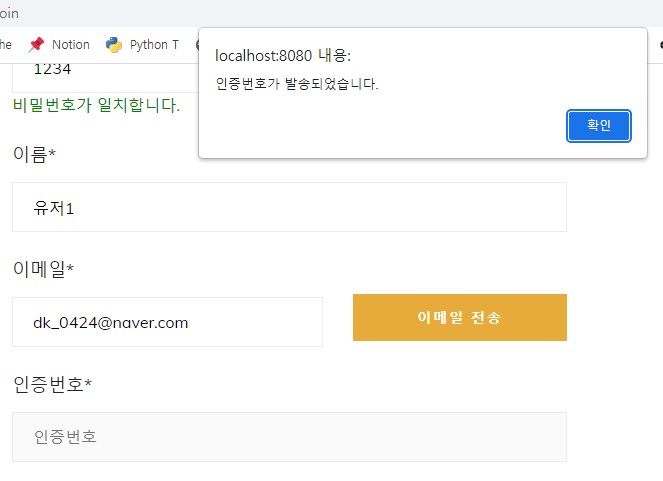 oin
he Notion Python T
localhost:8080 내용:
인증번호가 발송되었습니다.
확인
1234
비밀번호가 일치합니다.
이름*
유저1
이메일*
dk_0424@naver.com
이메일 전송
인증번호*
인증번호